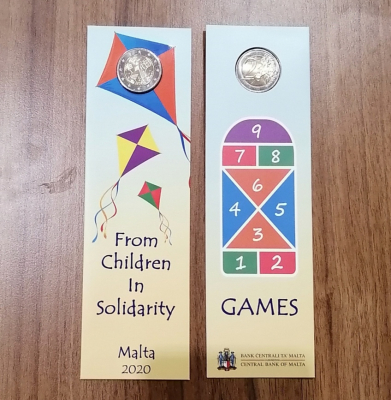 From
Children
In
Solidarity
Malta
2020
9
7 8
6
4 5
3
1 2
GAMES
BANK ĊENTRALI TA' MALTA
CENTRAL BANK OF MALTA